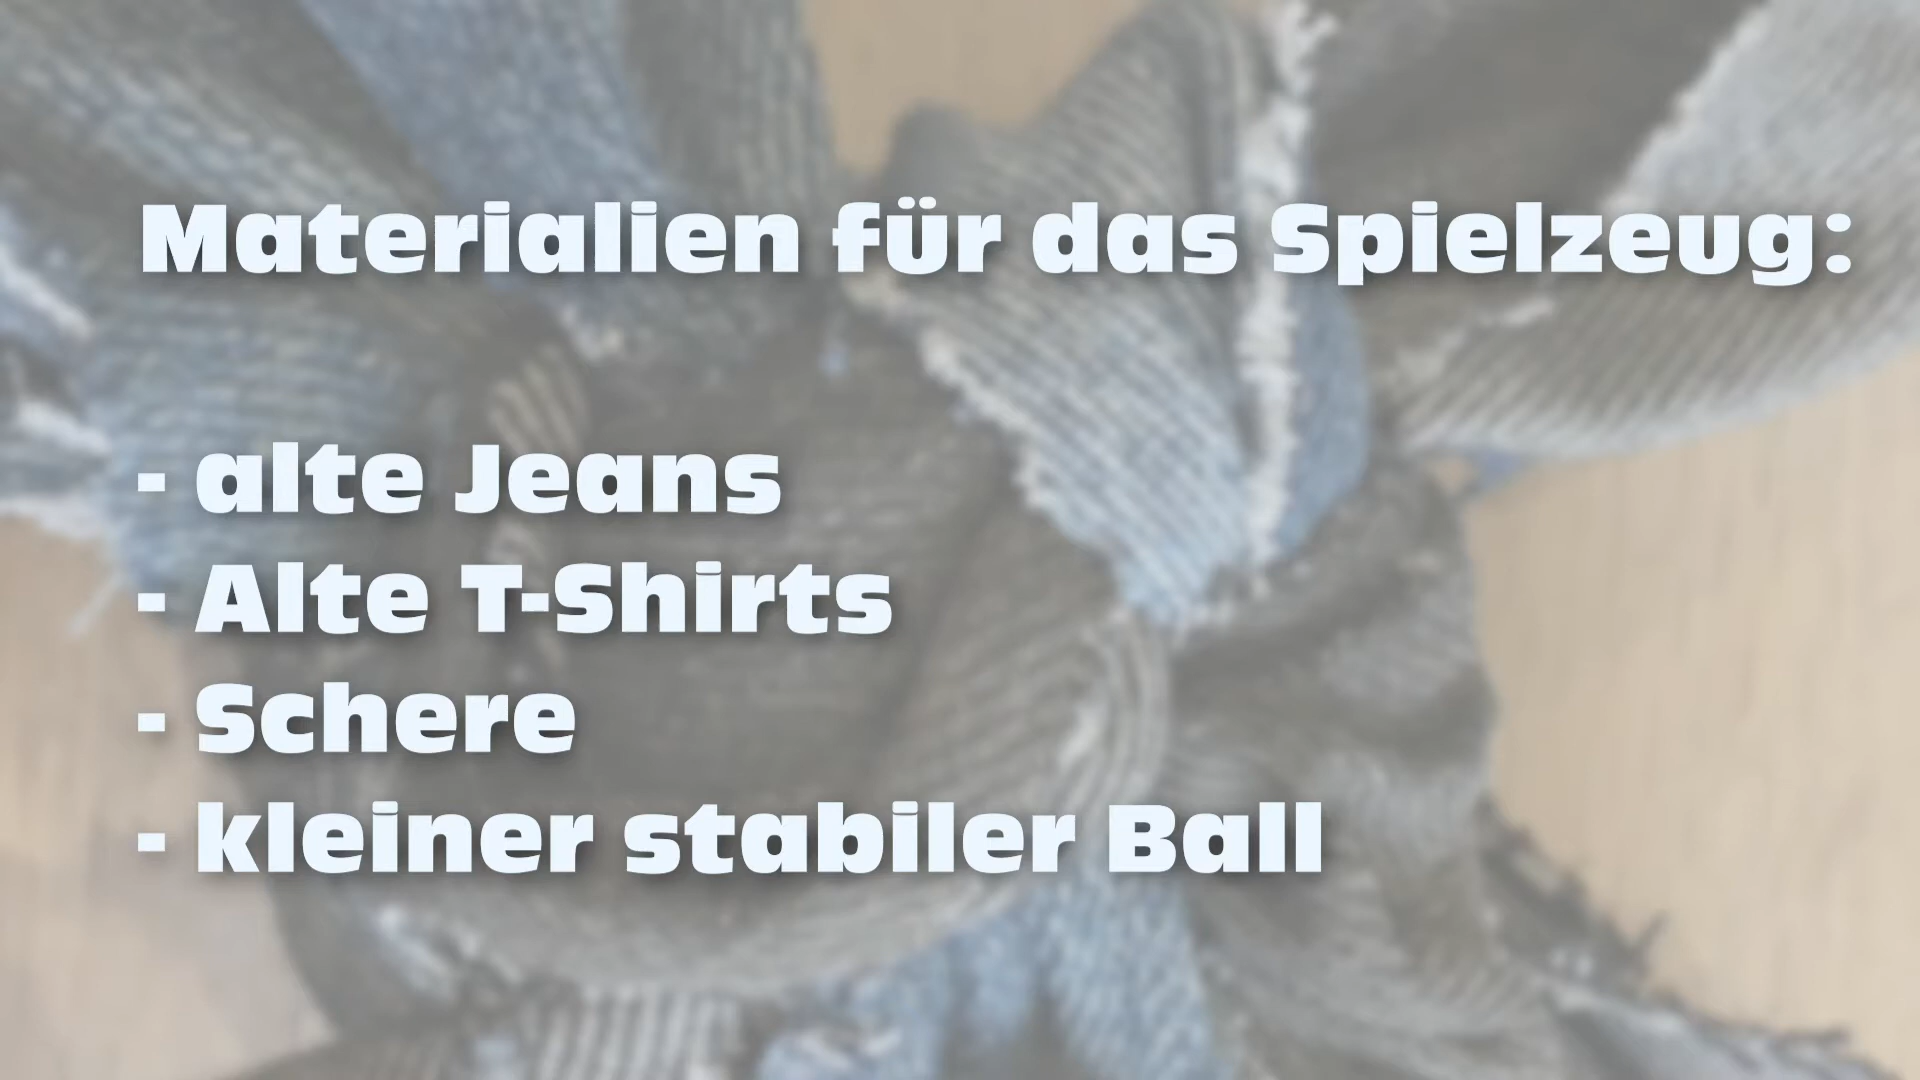 Materialien für das Spielzeug:
- alte Jeans
- Alte T-Shirts
- Schere
- kleiner stabiler Ball